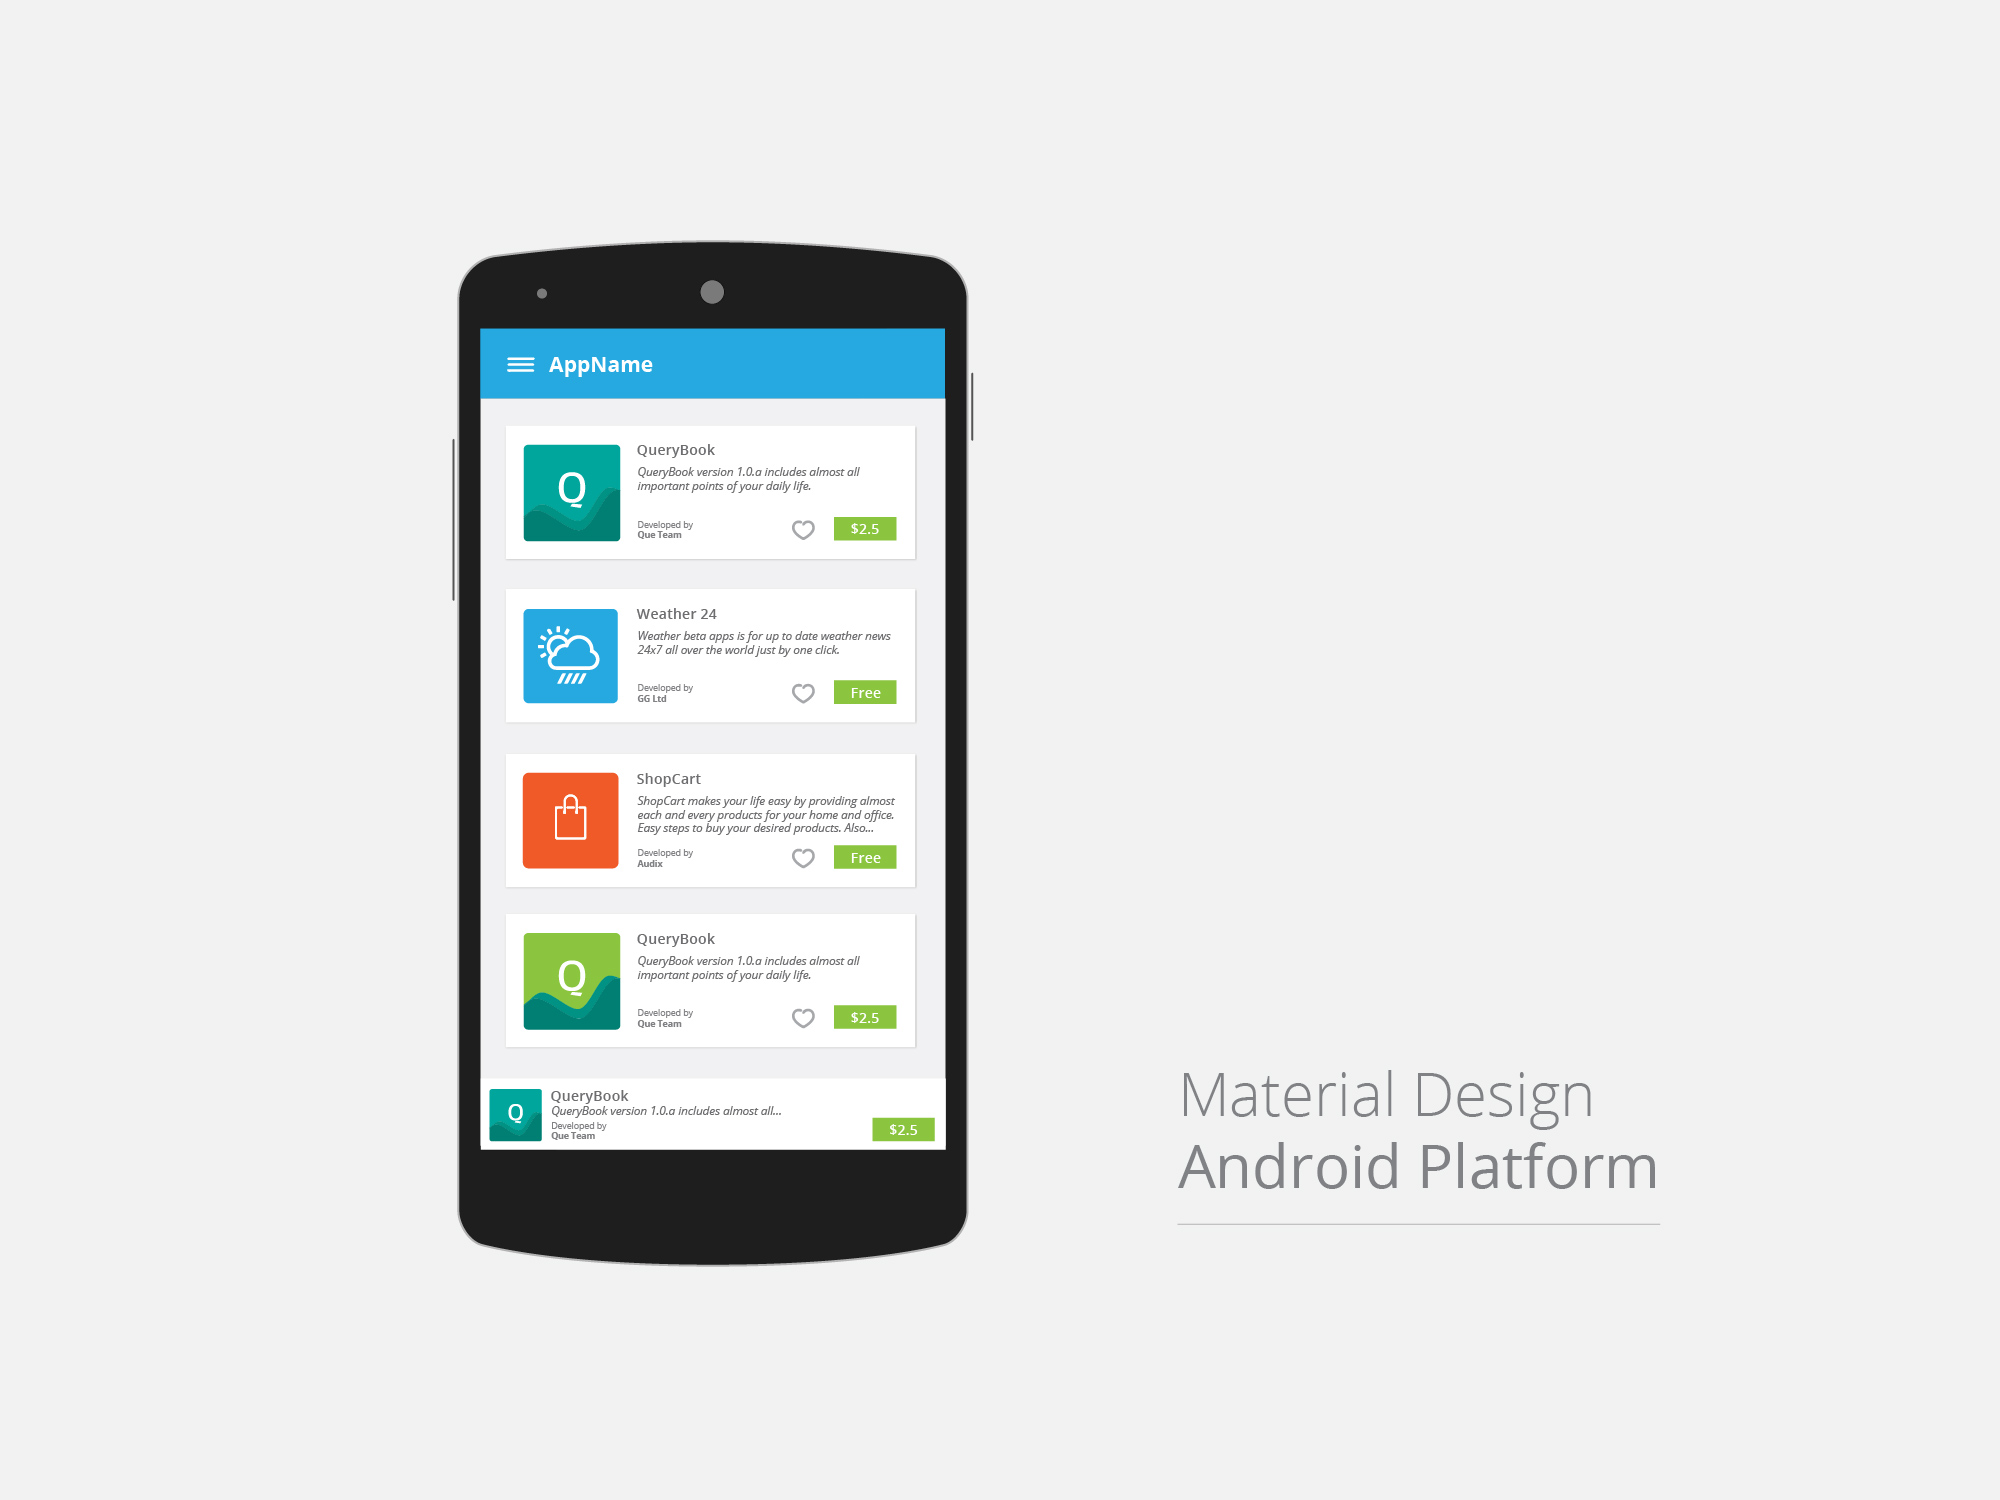 AppName
Q
QueryBook
QueryBook version 1.0.a includes almost all
important points of your daily life.
Developed by
Que Team
$2.5
Weather 24
Weather beta apps is for up to date weather news
24x7 all over the world just by one click.
Developed by
GG Ltd
Free
ShopCart
ShopCart makes your life easy by providing almost
each and every products for your home and office.
Easy steps to buy your desired products. Also...
Developed by
Audix
Free
Q
QueryBook
QueryBook version 1.0.a includes almost all
important points of your daily life.
Developed by
Que Team
$2.5
Q
QueryBook
QueryBook version 1.0.a includes almost all...
Developed by
Que Team
$2.5
Material Design
Android Platform